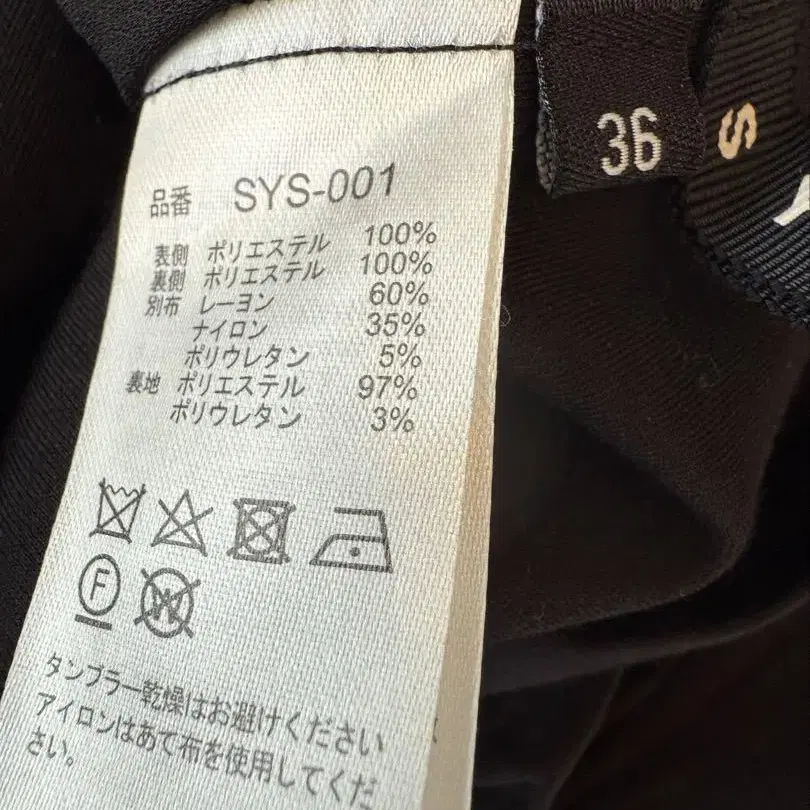 品番 SYS-001
表側 ポリエステル 100%
裏側 ポリエステル 100%
別布 レーヨン 60%
ナイロン 35%
ポリウレタン 5%
裏地 ポリエステル 97%
ポリウレタン 3%
F
W
タンブラー乾燥はお避けください
アイロンはあて布を使用してくだ
さい。
36
S